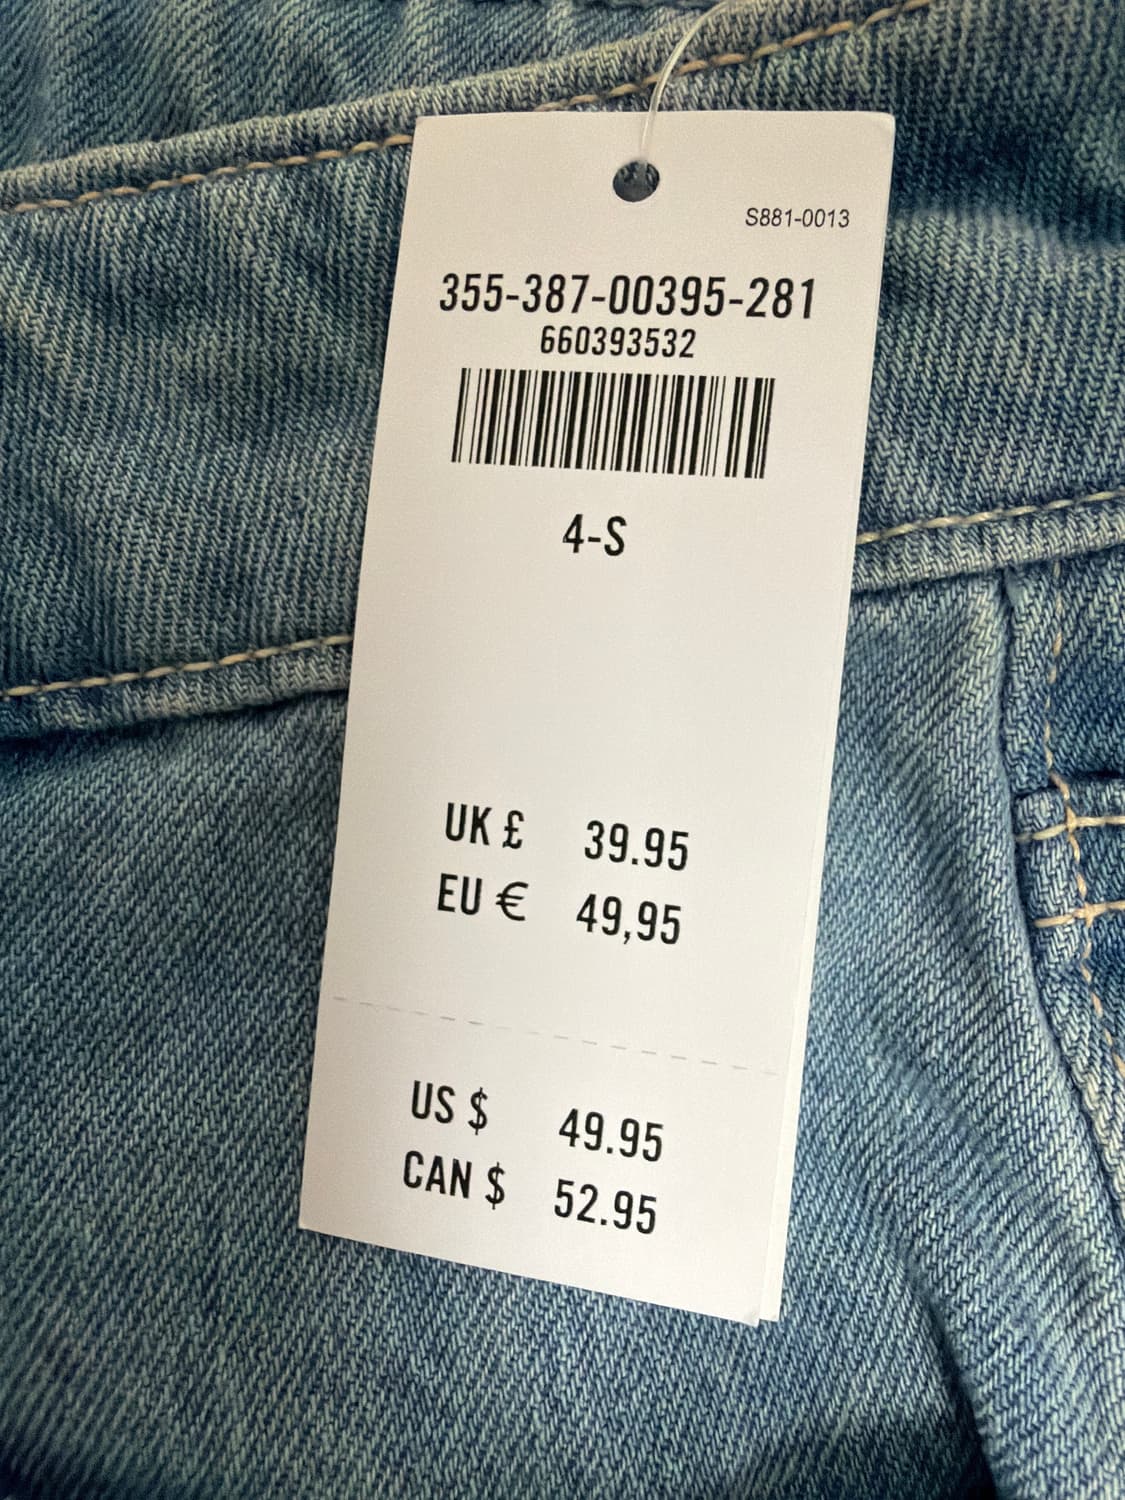 S881-0013
355-387-00395-281
660393532
4-S
UK £ 39.95
EU € 49,95
US $ 49.95
CAN $ 52.95